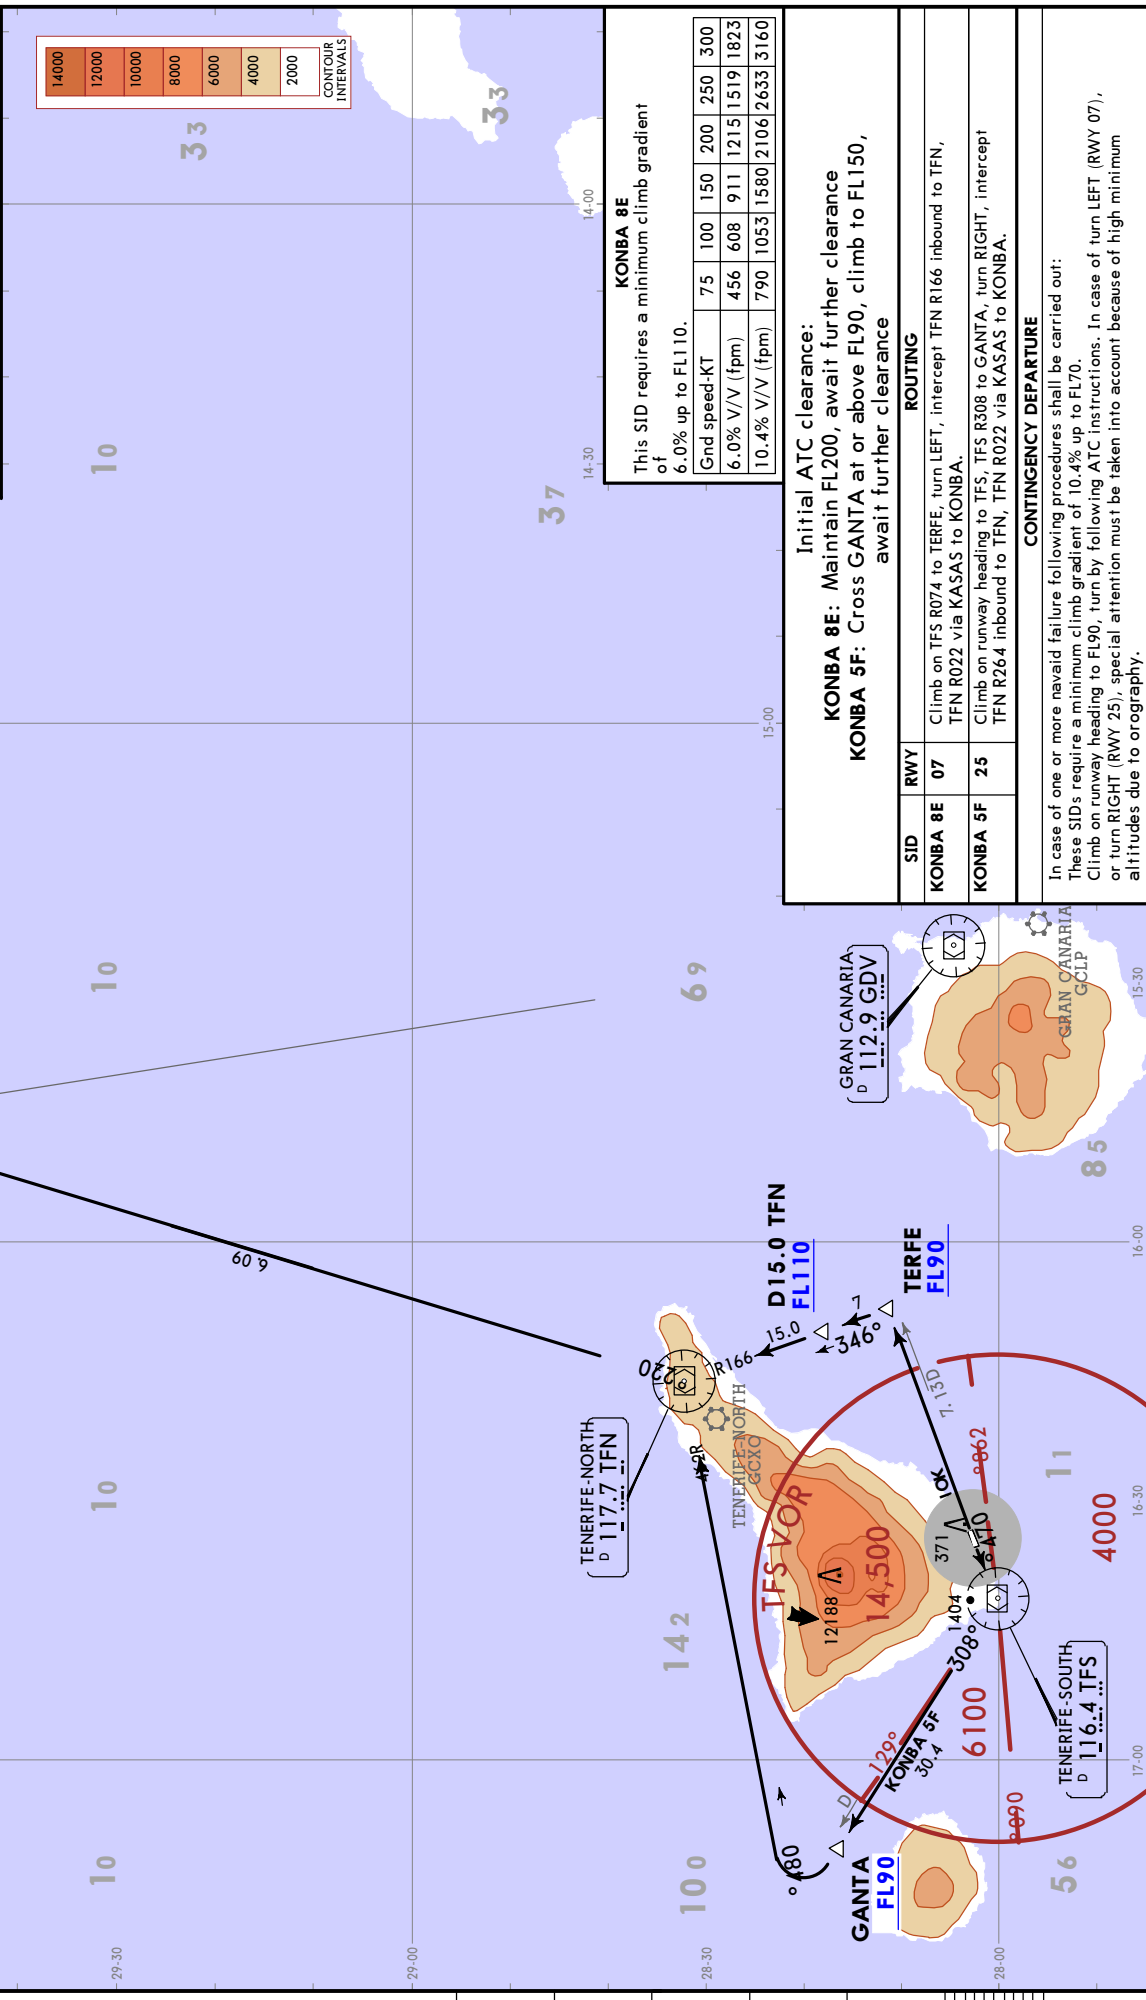 14000
12000
10000
8000
6000
4000
2000
CONTOUR
INTERVALS
KONBA 8E
This SID requires a minimum climb gradient
of
6.0% up to FL110.
Gnd speed-KT 75 100 150 200 250 300
6.0% V/V (fpm) 456 608 911 1215 1519 1823
10.4% V/V (fpm) 790 1053 1580 2106 2633 3160
Initial ATC clearance:
KONBA 8E: Maintain FL200, await further clearance
KONBA 5F: Cross GANTA at or above FL90, climb to FL150,
await further clearance
SID RWY ROUTING
KONBA 8E 07 Climb on TFS R074 to TERFE, turn LEFT, intercept TFN R166 inbound to TFN,
TFN R022 via KASAS to KONBA.
KONBA 5F 25 Climb on runway heading to TFS, TFS R308 to GANTA, turn RIGHT, intercept
TFN R264 inbound to TFN, TFN R022 via KASAS to KONBA.
CONTINGENCY DEPARTURE
In case of one or more navaid failure following procedures shall be carried out:
These SIDs require a minimum climb gradient of 10.4% up to FL70.
Climb on runway heading to FL90, turn by following ATC instructions. In case of turn LEFT (RWY 07),
or turn RIGHT (RWY 25), special attention must be taken into account because of high minimum
altitudes due to orography.
29-30
29-00
28-30
28-00
17-00
16-30
16-00
15-30
15-00
14-30
14-00
10
10
10
10
33
33
37
69
85
142
100
56
11
60.9
TENERIFE-NORTH
D 117.7 TFN
TENERIFE-NORTH
GCXO
R166
15.0
346°
7
D15.0 TFN
FL110
TERFE
FL90
7.13D
GRAN CANARIA
D 112.9 GDV
GRAN CANARIA
GCLP
TFS VOR
14,500
12188
371
1404
4000
6100
308°
129°
KONBA 5F
30.4
D
GANTA
FL90
TENERIFE-SOUTH
D 116.4 TFS